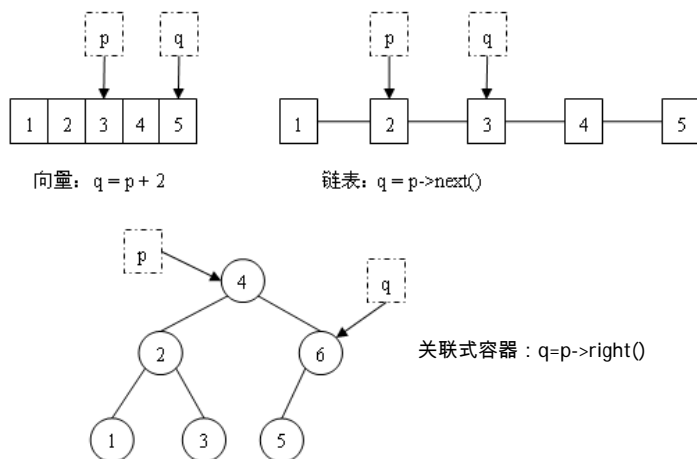 p q
1 2 3 4 5
向量：q = p + 2
p q
1 2 3 4 5
链表：q = p->next()
p
q
4
2 6
1 3 5
关联式容器：q=p->right()